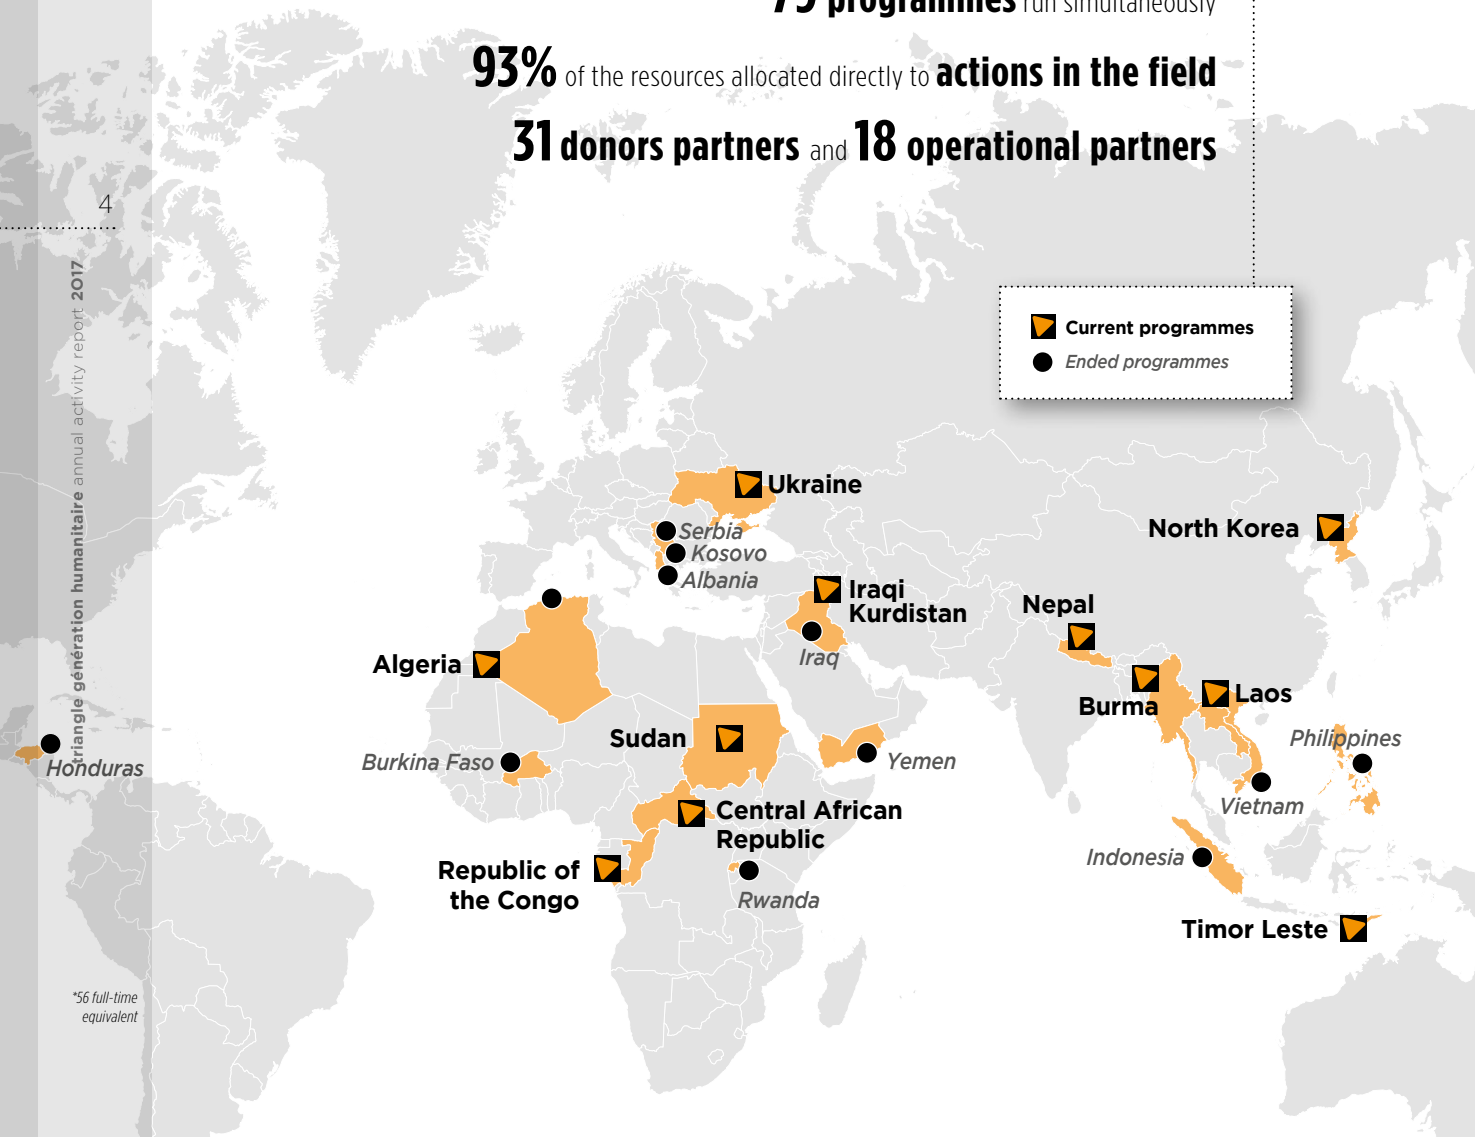 programmes run simultaneously
93% of the resources allocated directly to actions in the field
31 donors partners and 18 operational partners
4
triangle génération humanitaire annual activity report 2017
Current programmes
Ended programmes
Ukraine
Serbia
Kosovo
Albania
North Korea
Iraqi
Kurdistan
Iraq
Nepal
Algeria
Burma
Laos
Sudan
Philippines
Honduras
Burkina Faso
Yemen
Vietnam
Central African
Republic
Republic of
the Congo
Indonesia
Rwanda
Timor Leste
*56 full-time
equivalent